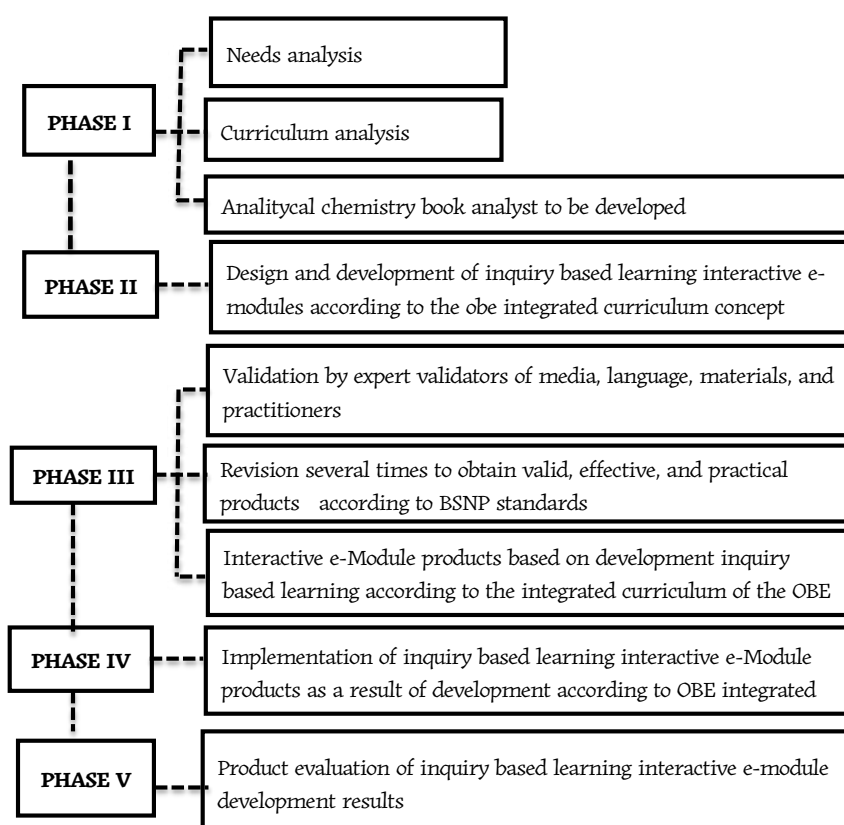 PHASE I
Needs analysis
Curriculum analysis
Analitycal chemistry book analyst to be developed
PHASE II
Design and development of inquiry based learning interactive e-
modules according to the obe integrated curriculum concept
PHASE III
Validation by expert validators of media, language, materials, and
practitioners
Revision several times to obtain valid, effective, and practical
products according to BSNP standards
Interactive e-Module products based on development inquiry
based learning according to the integrated curriculum of the OBE
PHASE IV
Implementation of inquiry based learning interactive e-Module
products as a result of development according to OBE integrated
PHASE V
Product evaluation of inquiry based learning interactive e-module
development results